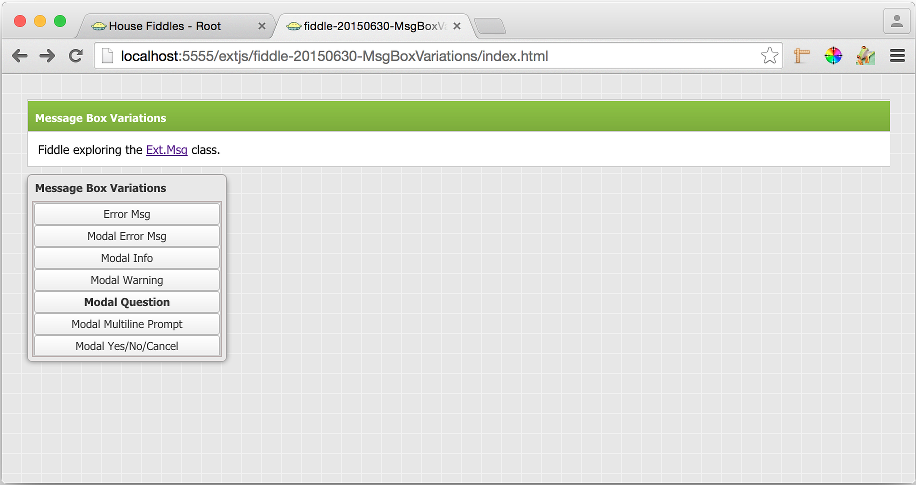 House Fiddles - Root
fiddle-20150630-MsgBoxV
localhost:5555/extjs/fiddle-20150630-MsgBoxVariations/index.html
Message Box Variations
Fiddle exploring the Ext.Msg class.
Message Box Variations
Error Msg
Modal Error Msg
Modal Info
Modal Warning
Modal Question
Modal Multiline Prompt
Modal Yes/No/Cancel